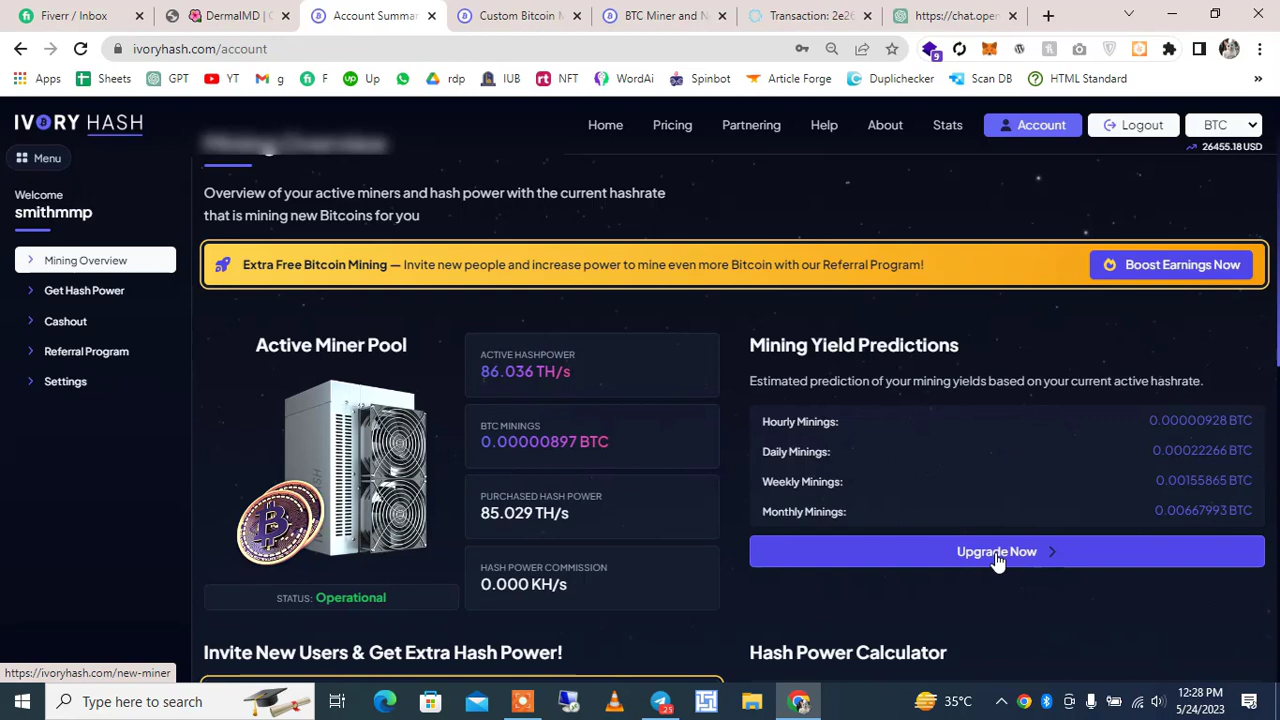 Fiverr / Inbox
DermalMD | C
Account Summar
Custom Bitcoin M
BTC Miner and N
Transaction: 2e26
https://chat.open
ivoryhash.com/account
9
Apps
Sheets
GPT
YT
g
F
Up
rdp
IUB
NFT
WordAi
Spinbot
Article Forge
Duplichecker
Scan DB
HTML Standard
IVORY HASH
Home
Pricing
Partnering
Help
About
Stats
Account
Logout
BTC
26455.18 USD
Menu
Welcome
smithmmp
Mining Overview
Get Hash Power
Cashout
Referral Program
Settings
Mining Overview
Overview of your active miners and hash power with the current hashrate
that is mining new Bitcoins for you
Extra Free Bitcoin Mining — Invite new people and increase power to mine even more Bitcoin with our Referral Program!
Boost Earnings Now
Active Miner Pool
STATUS: Operational
ACTIVE HASHPOWER
86.036 TH/s
BTC MININGS
0.00000897 BTC
PURCHASED HASH POWER
85.029 TH/s
HASH POWER COMMISSION
0.000 KH/s
Mining Yield Predictions
Estimated prediction of your mining yields based on your current active hashrate.
Hourly Minings: 0.00000928 BTC
Daily Minings: 0.00022266 BTC
Weekly Minings: 0.00155865 BTC
Monthly Minings: 0.00667993 BTC
Upgrade Now
Invite New Users & Get Extra Hash Power!
Hash Power Calculator
https://ivoryhash.com/new-miner
Type here to search
35°C
12:28 PM
5/24/2023